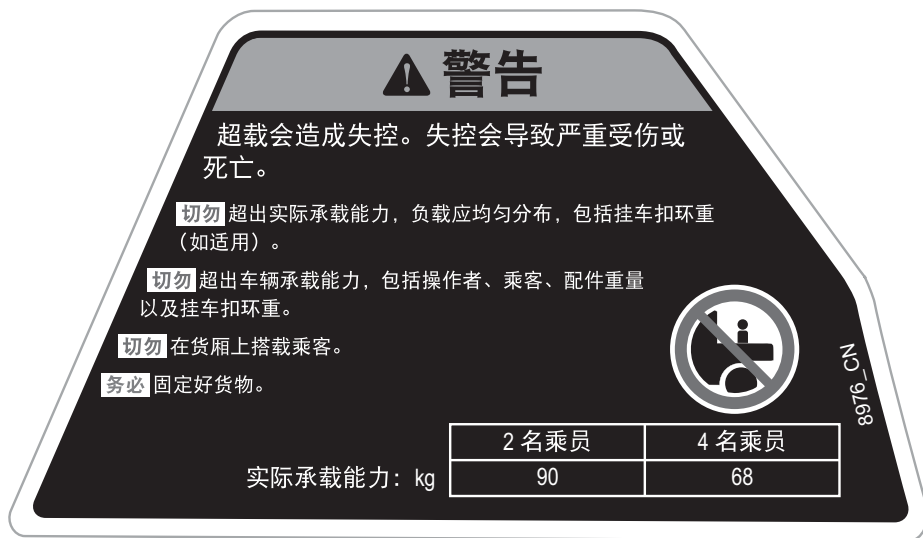 警告
超载会造成失控。失控会导致严重受伤或
死亡。
切勿 超出实际承载能力，负载应均匀分布，包括挂车扣环重
（如适用）。
切勿 超出车辆承载能力，包括操作者、乘客、配件重量
以及挂车扣环重。
切勿 在货厢上搭载乘客。
务必 固定好货物。
8976_CN
2 名乘员 4 名乘员
实际承载能力：kg 90 68